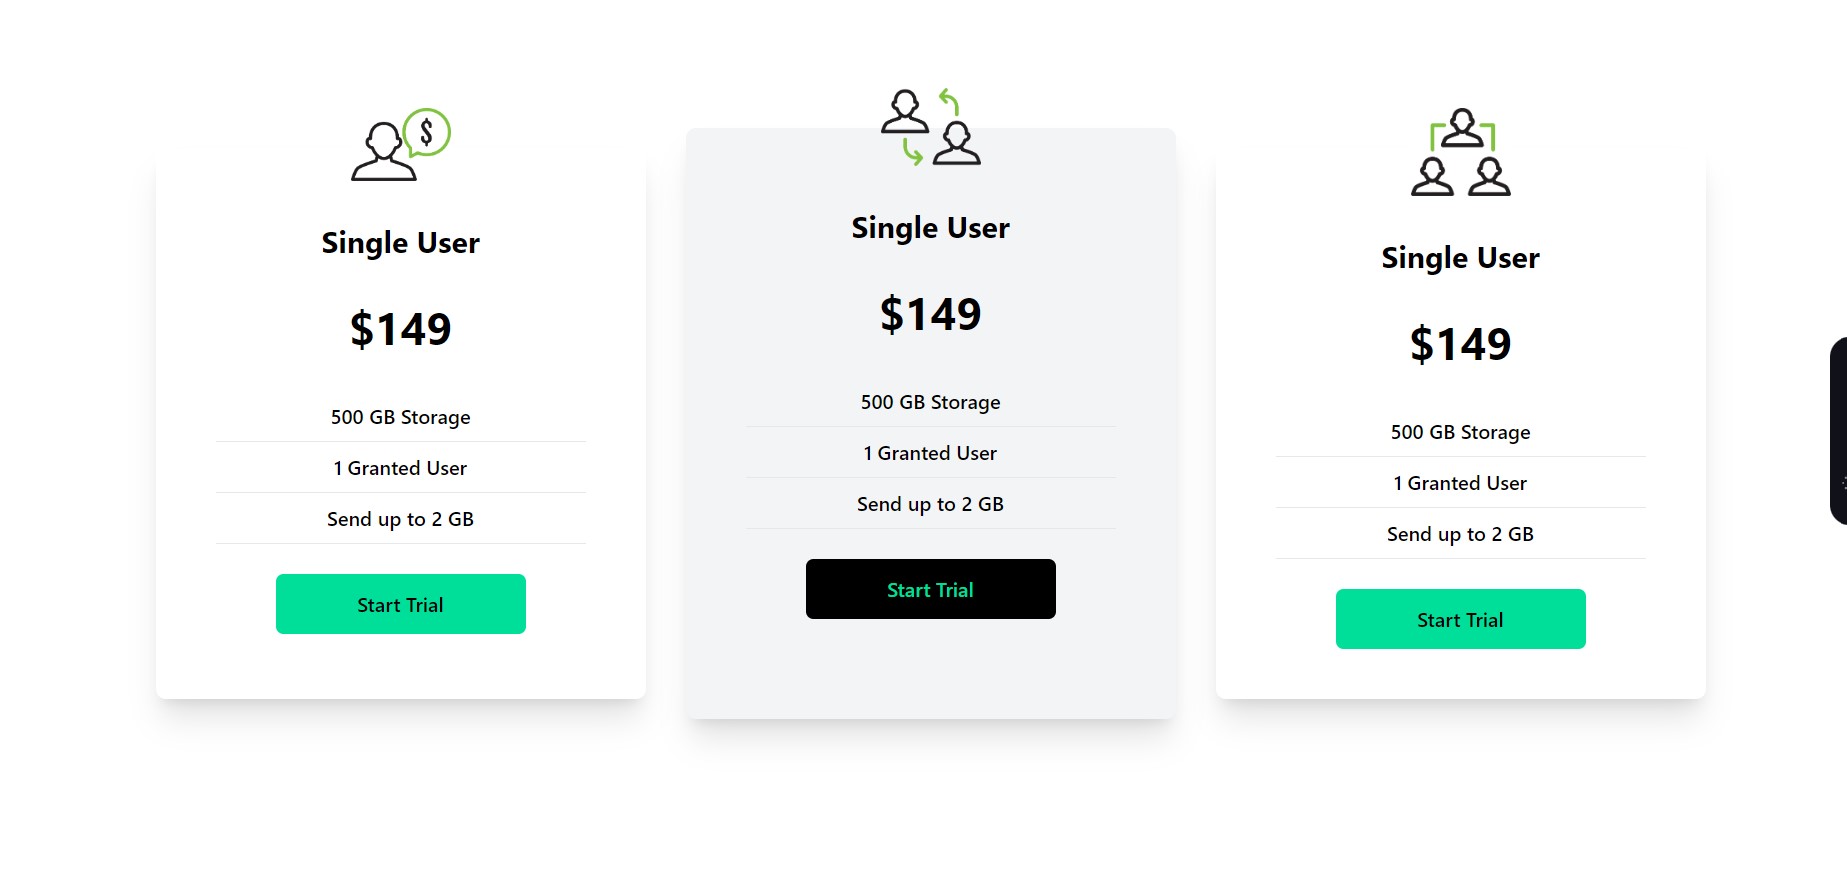 $
Single User
$149
500 GB Storage
1 Granted User
Send up to 2 GB
Start Trial
Single User
$149
500 GB Storage
1 Granted User
Send up to 2 GB
Start Trial
Single User
$149
500 GB Storage
1 Granted User
Send up to 2 GB
Start Trial